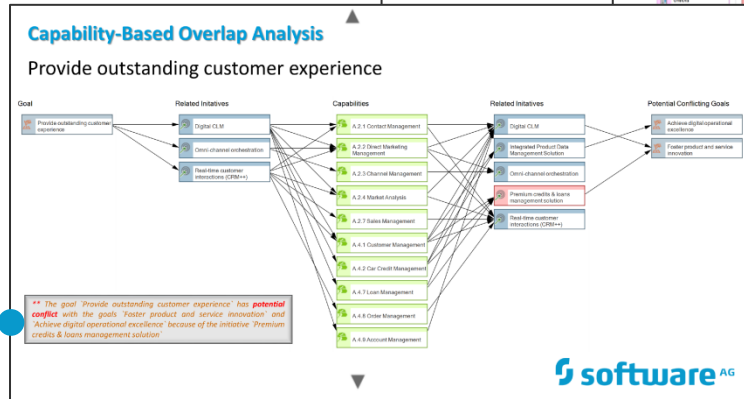 Capability-Based Overlap Analysis
Provide outstanding customer experience
Goal
Related Initatives
Capabilities
Related Initatives
Potential Conflicting Goals
Provide outstanding customer
experience
Digital CLM
Omni-channel orchestration
Real-time customer
interactions (CRM++)
A.2.1 Contact Management
A.2.2 Direct Marketing
Management
A.2.3 Channel Management
A.2.4 Market Analysis
A.2.7 Sales Management
A.4.1 Customer Management
A.4.2 Car Credit Management
A.4.7 Loan Management
A.4.8 Order Management
A.4.9 Account Management
Digital CLM
Integrated Product Data
Management Solution
Omni-channel orchestration
Premium credits & loans
management solution
Real-time customer
interactions (CRM++)
Achieve digital operational
excellence
Foster product and service
innovation
** The goal `Provide outstanding customer experience` has potential
conflict with the goals `Foster product and service innovation` and
`Achieve digital operational excellence` because of the initiative `Premium
credits & loans management solution`
software AG